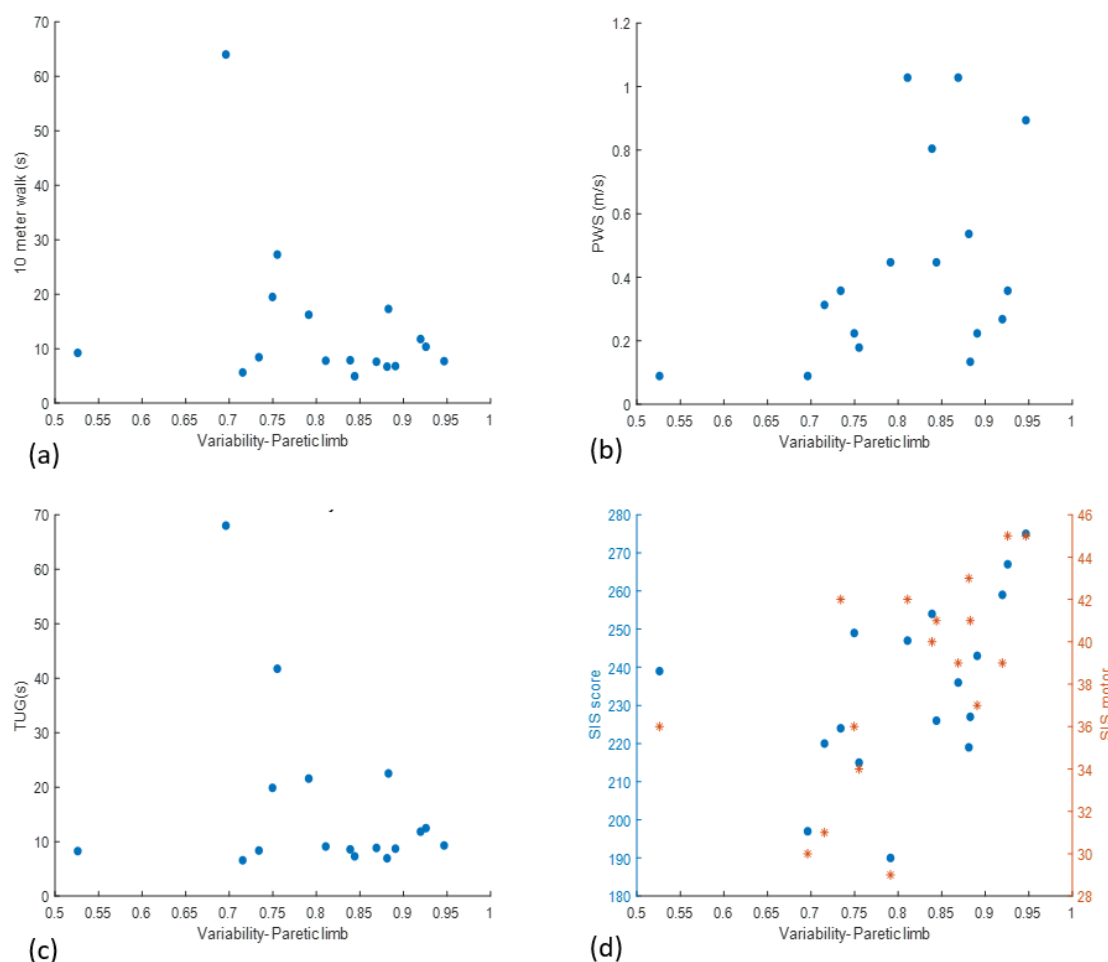 70
60
50
40
30
20
10
0
10 meter walk (s)
0.5 0.55 0.6 0.65 0.7 0.75 0.8 0.85 0.9 0.95 1
Variability- Paretic limb
(a)
1.2
1
0.8
0.6
0.4
0.2
0
PWS (m/s)
0.5 0.55 0.6 0.65 0.7 0.75 0.8 0.85 0.9 0.95 1
Variability- Paretic limb
(b)
70
60
50
40
30
20
10
0
TUG(s)
0.5 0.55 0.6 0.65 0.7 0.75 0.8 0.85 0.9 0.95 1
Variability- Paretic limb
(c)
280
270
260
250
240
230
220
210
200
190
180
SIS score
46
44
42
40
38
36
34
32
30
28
SIS motor
0.5 0.55 0.6 0.65 0.7 0.75 0.8 0.85 0.9 0.95 1
Variability- Paretic limb
(d)